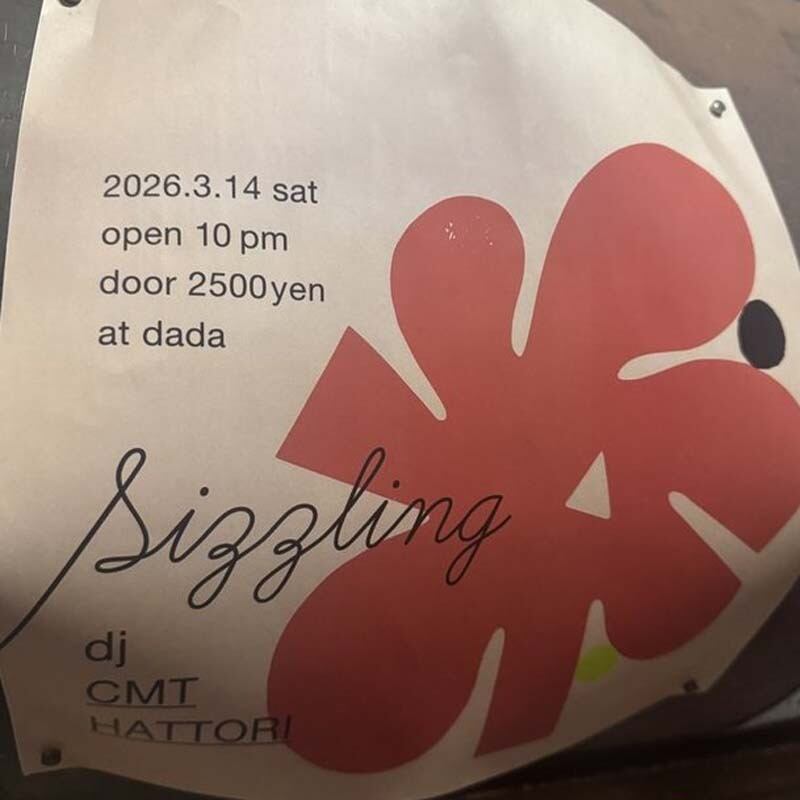 2026.3.14 sat
open 10 pm
door 2500yen
at dada
Sizzling
dj
CMT
HATTORI